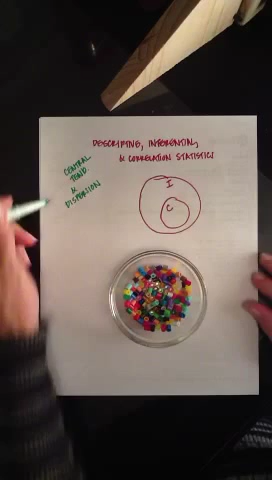 DESCRIPTIVE, INFERENTIAL,
& CORRELATION STATISTICS
CENTRAL
TEND.
&
DISPERSION
I
C